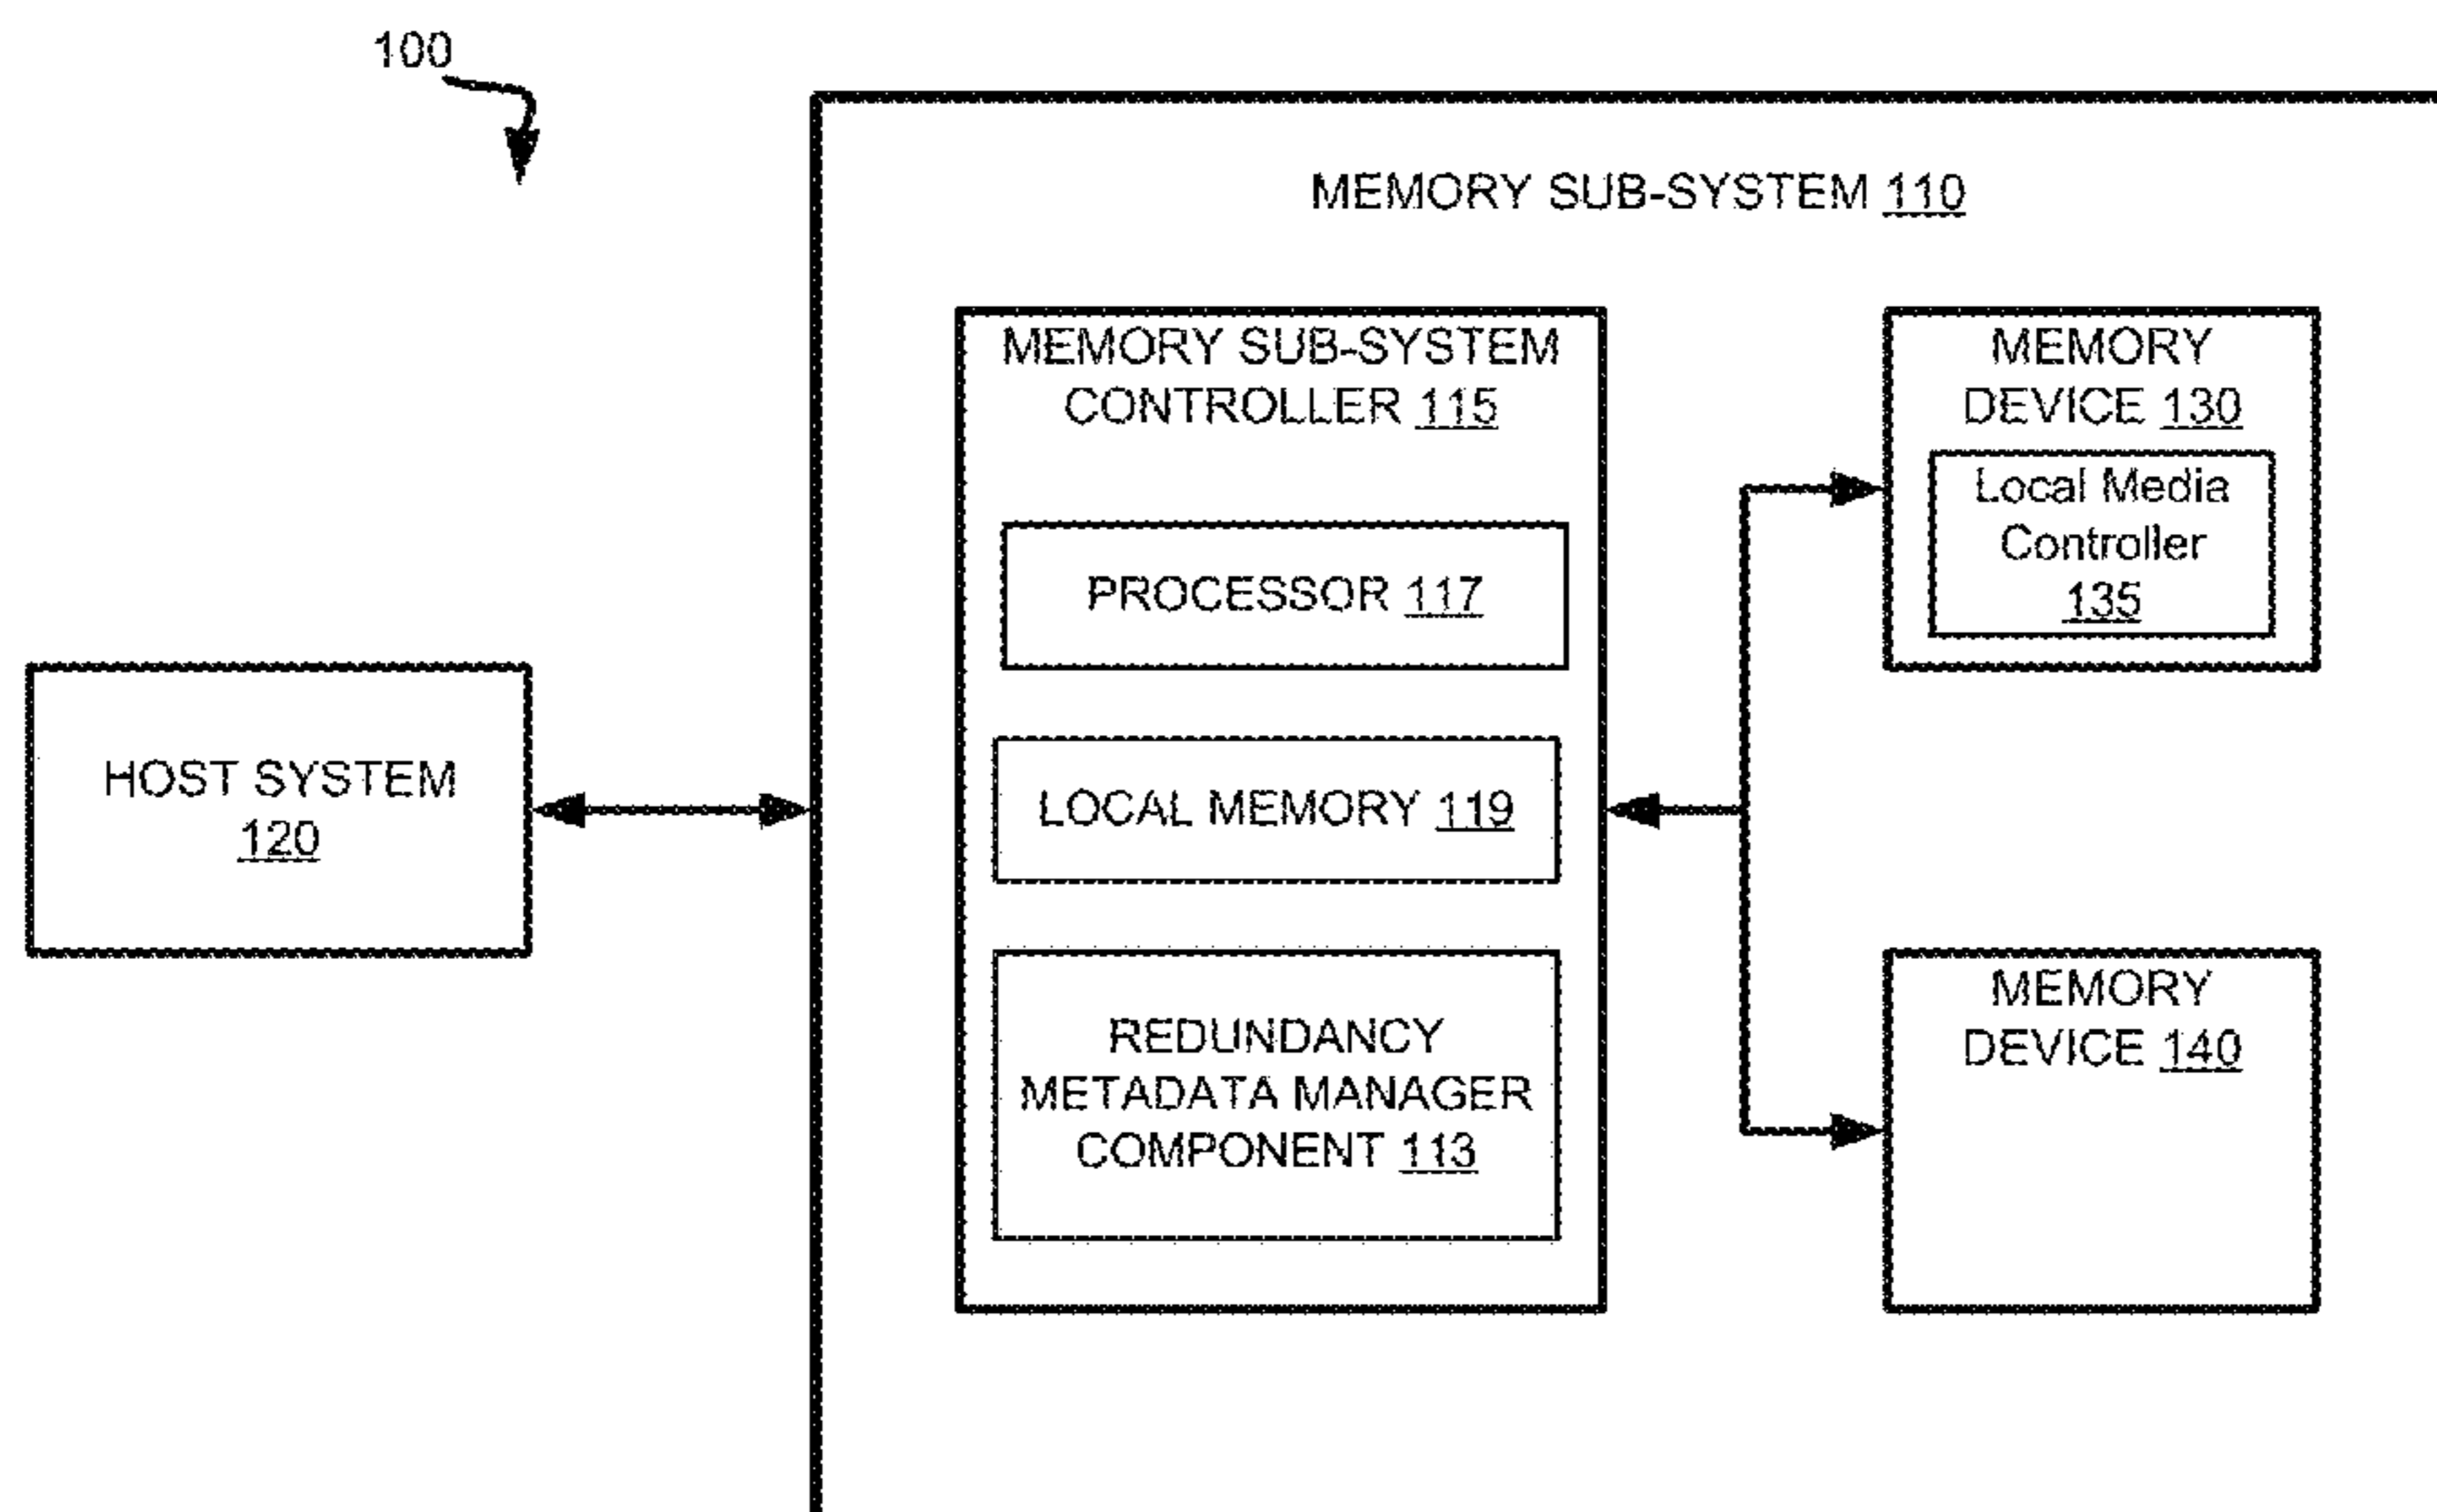 100
MEMORY SUB-SYSTEM 110
MEMORY SUB-SYSTEM
CONTROLLER 115
PROCESSOR 117
LOCAL MEMORY 119
REDUNDANCY
METADATA MANAGER
COMPONENT 113
MEMORY
DEVICE 130
Local Media
Controller
135
MEMORY
DEVICE 140
HOST SYSTEM
120